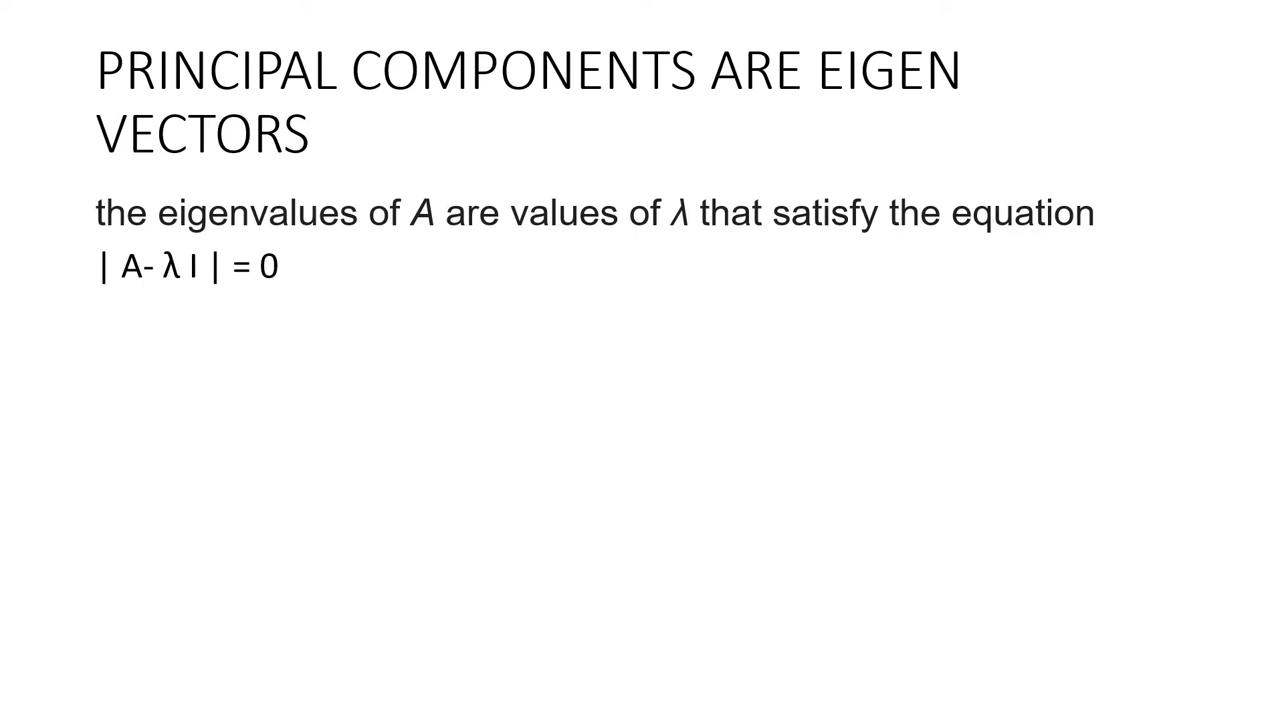 PRINCIPAL COMPONENTS ARE EIGEN
VECTORS
the eigenvalues of A are values of λ that satisfy the equation
| A- λ I | = 0